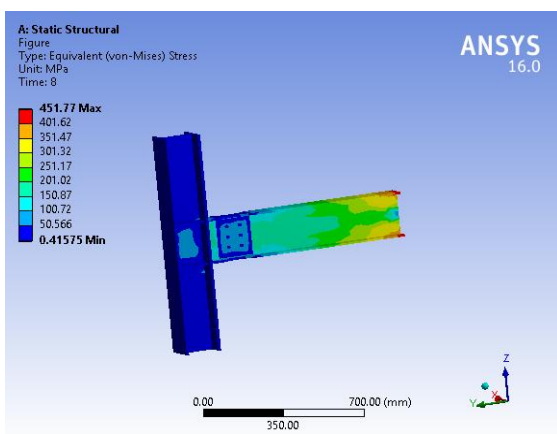 A: Static Structural
Figure
Type: Equivalent (von-Mises) Stress
Unit: MPa
Time: 8
451.77 Max
401.62
351.47
301.32
251.17
201.02
150.87
100.72
50.566
0.41575 Min
ANSYS
16.0
0.00
700.00 (mm)
350.00
Z
Y
X